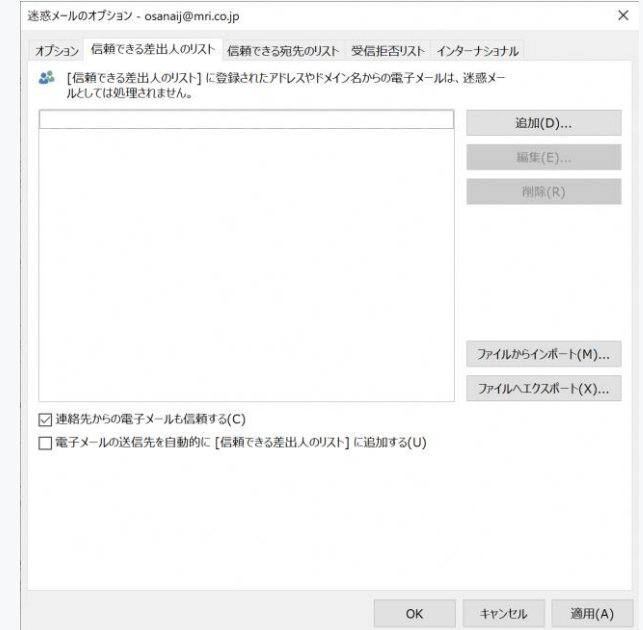 迷惑メールのオプション - osanaij@mri.co.jp
オプション 信頼できる差出人のリスト 信頼できる宛先のリスト 受信拒否リスト インターナショナル
[信頼できる差出人のリスト] に登録されたアドレスやドメイン名からの電子メールは、迷惑メー
ルとしては処理されません。
追加(D)...
編集(E)...
削除(R)
ファイルからインポート(M)...
ファイルへエクスポート(X)...
連絡先からの電子メールも信頼する(C)
電子メールの送信先を自動的に [信頼できる差出人のリスト] に追加する(U)
OK キャンセル 適用(A)